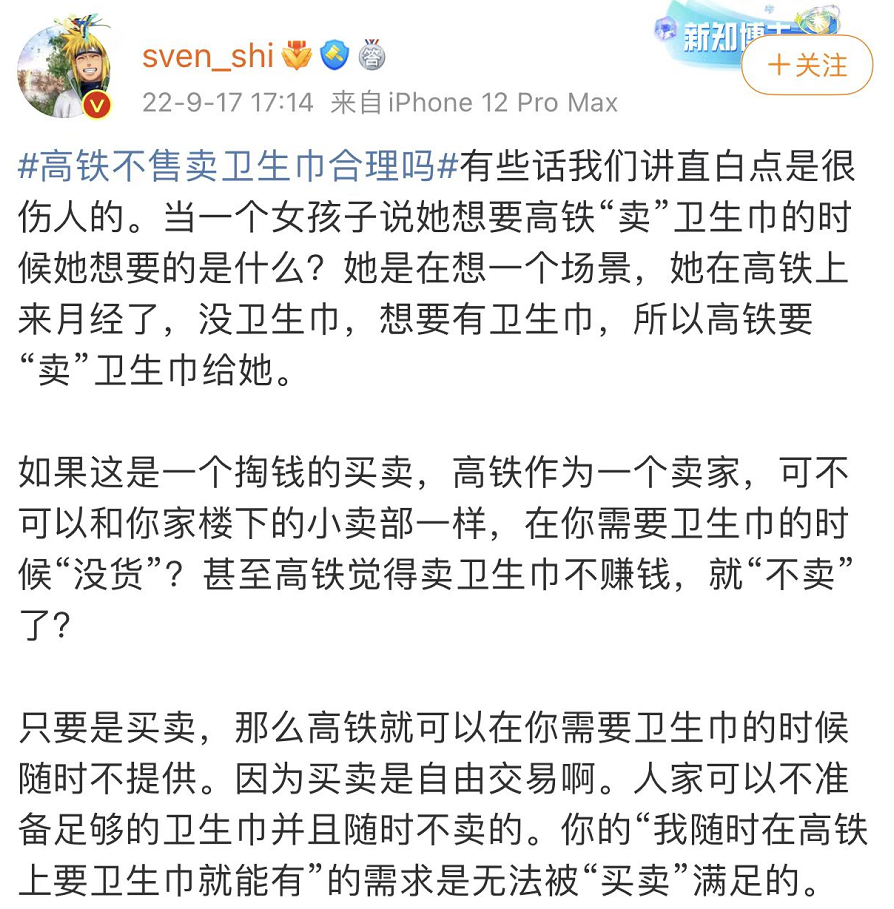 sven_shi
新知博
+关注
22-9-17 17:14 来自 iPhone 12 Pro Max
#高铁不售卖卫生巾合理吗#有些话我们讲直白点是很
伤人的。当一个女孩子说她想要高铁“卖”卫生巾的时
候她想要的是什么？她是在想一个场景，她在高铁上
来月经了，没卫生巾，想要有卫生巾，所以高铁要
“卖”卫生巾给她。
如果这是一个掏钱的买卖，高铁作为一个卖家，可不
可以和你家楼下的小卖部一样，在你需要卫生巾的时
候“没货”？甚至高铁觉得卖卫生巾不赚钱，就“不卖”
了？
只要是买卖，那么高铁就可以在你需要卫生巾的时候
随时不提供。因为买卖是自由交易啊。人家可以不准
备足够的卫生巾并且随时不卖的。你的“我随时在高铁
上要卫生巾就能有”的需求是无法被“买卖”满足的。